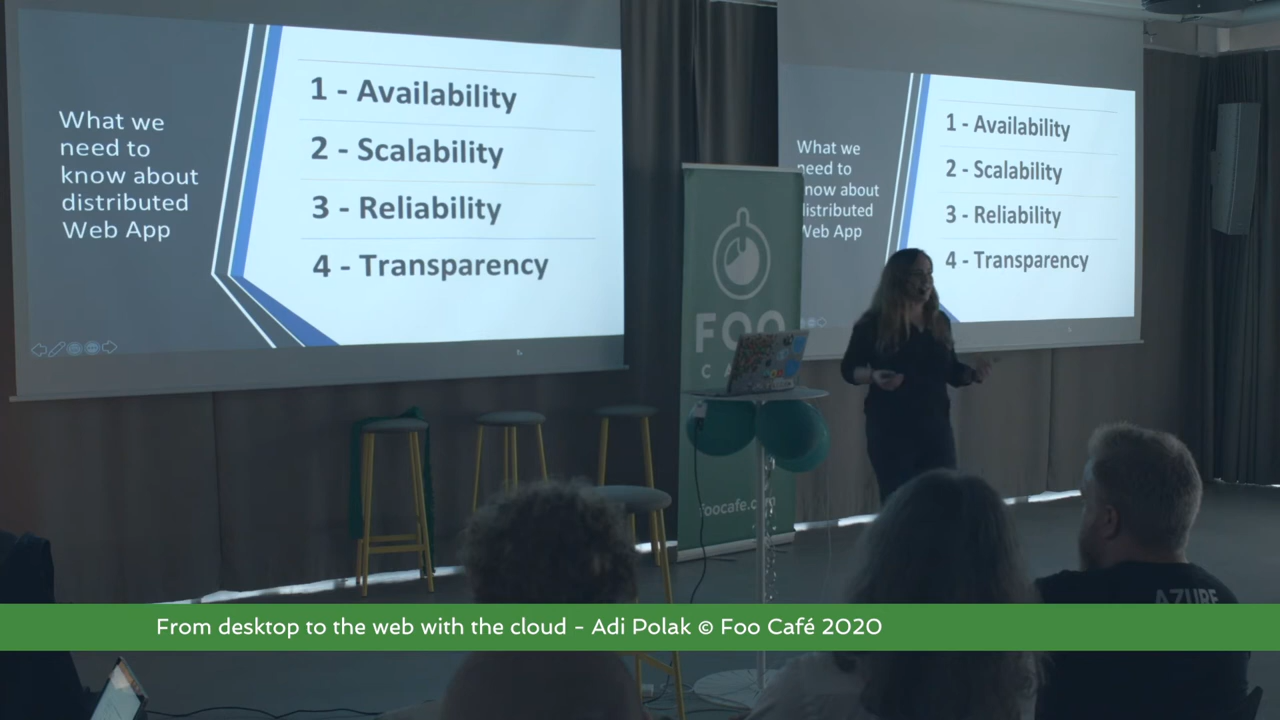 What we
need to
know about
distributed
Web App
1 - Availability
2 - Scalability
3 - Reliability
4 - Transparency
What we
need to
know about
distributed
Web App
1 - Availability
2 - Scalability
3 - Reliability
4 - Transparency
FOO
foocafe.com
AZURE
From desktop to the web with the cloud - Adi Polak © Foo Café 2020